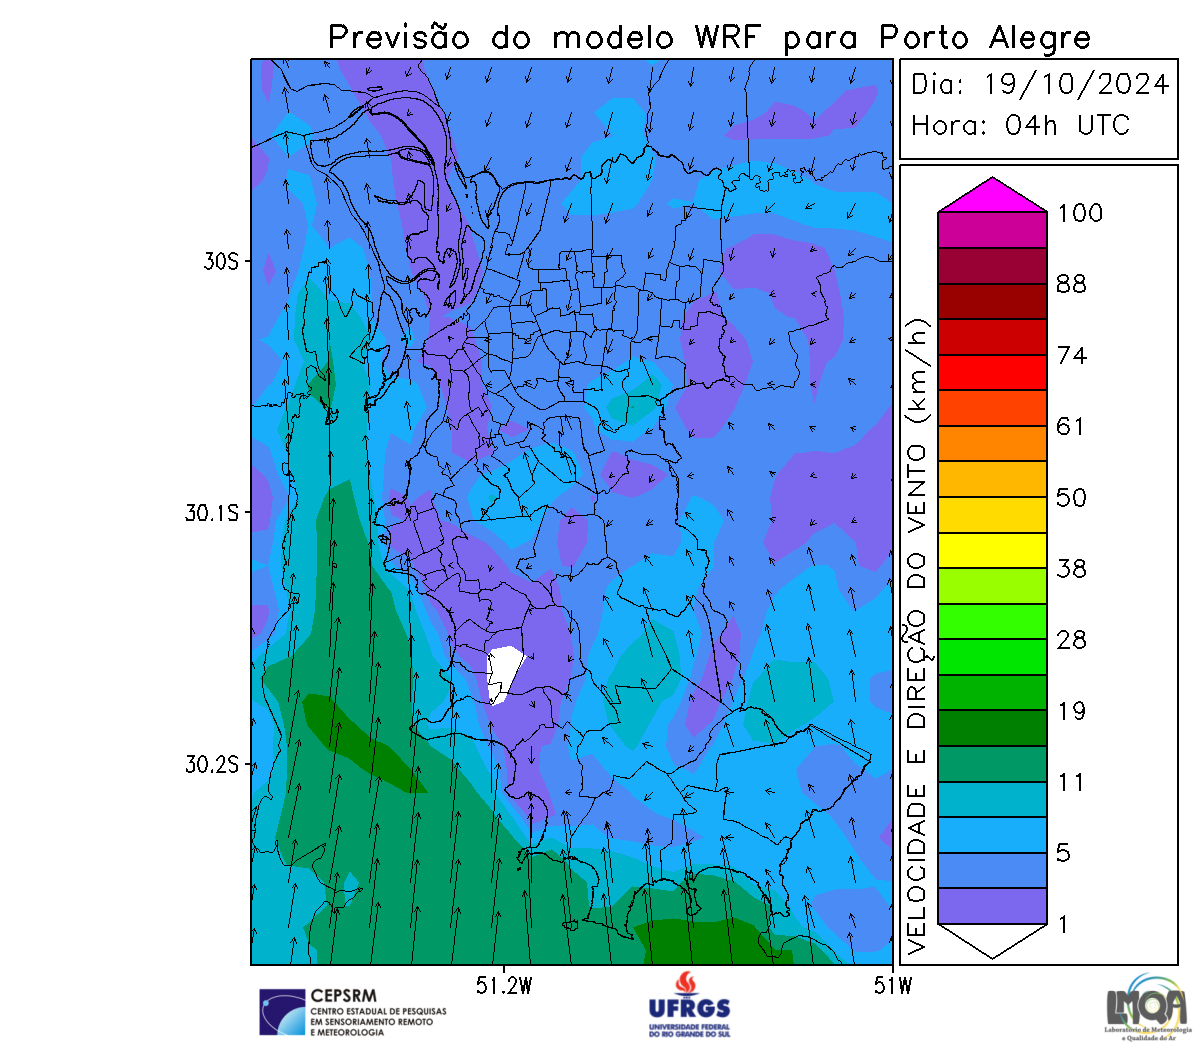 Previsão do modelo WRF para Porto Alegre
Dia: 19/10/2024
Hora: 04h UTC
100
88
74
61
50
38
28
19
11
5
1
VELOCIDADE E DIREÇÃO DO VENTO (km/h)
30S
30.1S
30.2S
51.2W
51W
CEPSRM
CENTRO ESTADUAL DE PESQUISAS
EM SENSORIAMENTO REMOTO
E METEOROLOGIA
UFRGS
UNIVERSIDADE FEDERAL
DO RIO GRANDE DO SUL
LMQA
Laboratório de Meteorologia
e Qualidade do Ar